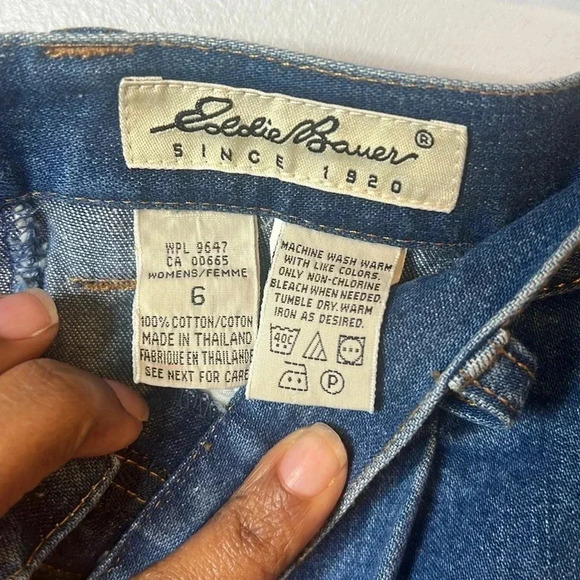 Eddie Bauer®
SINCE 1920
WPL 9647
CA 00665
WOMENS/FEMME
6
100% COTTON/COTON
MADE IN THAILAND
FABRIQUE EN THAILANDE
SEE NEXT FOR CARE
MACHINE WASH WARM
WITH LIKE COLORS.
ONLY NON-CHLORINE
BLEACH WHEN NEEDED.
TUMBLE DRY. WARM
IRON AS DESIRED.
40C
P